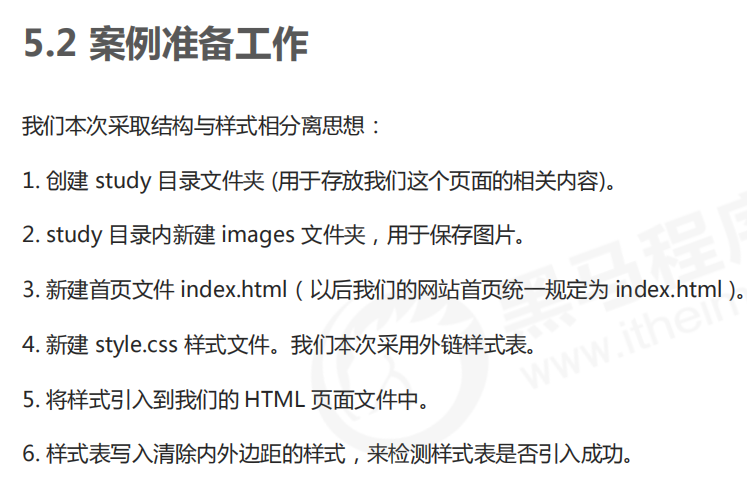 5.2 案例准备工作
我们本次采取结构与样式相分离思想：
1. 创建 study 目录文件夹 (用于存放我们这个页面的相关内容)。
2. study 目录内新建 images 文件夹，用于保存图片。
3. 新建首页文件 index.html（以后我们的网站首页统一规定为 index.html )。
4. 新建 style.css 样式文件。我们本次采用外链样式表。
5. 将样式引入到我们的 HTML 页面文件中。
6. 样式表写入清除内外边距的样式，来检测样式表是否引入成功。
黑马程序
www.itheim